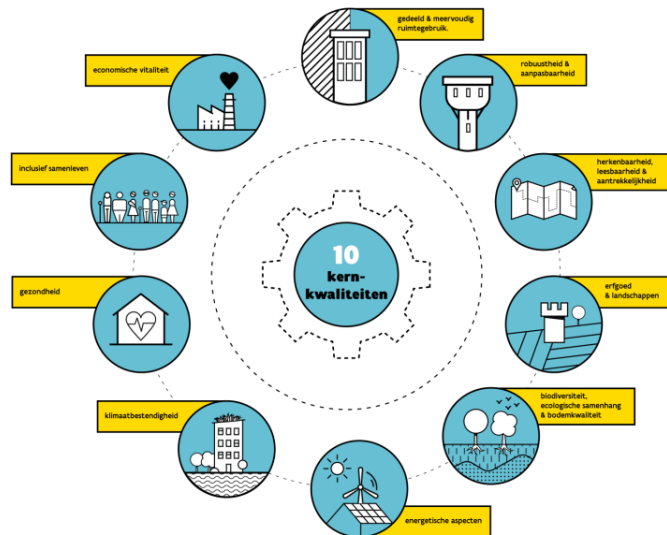 gedeeld & meervoudig
ruimtegebruik.
robuustheid &
aanpasbaarheid
herkenbaarheid,
leesbaarheid &
aantrekkelijkheid
erfgoed
& landschappen
biodiversiteit,
ecologische samenhang
& bodemkwaliteit
energetische aspecten
klimaatbestendigheid
gezondheid
inclusief samenleven
economische vitaliteit
10
kern-
kwaliteiten